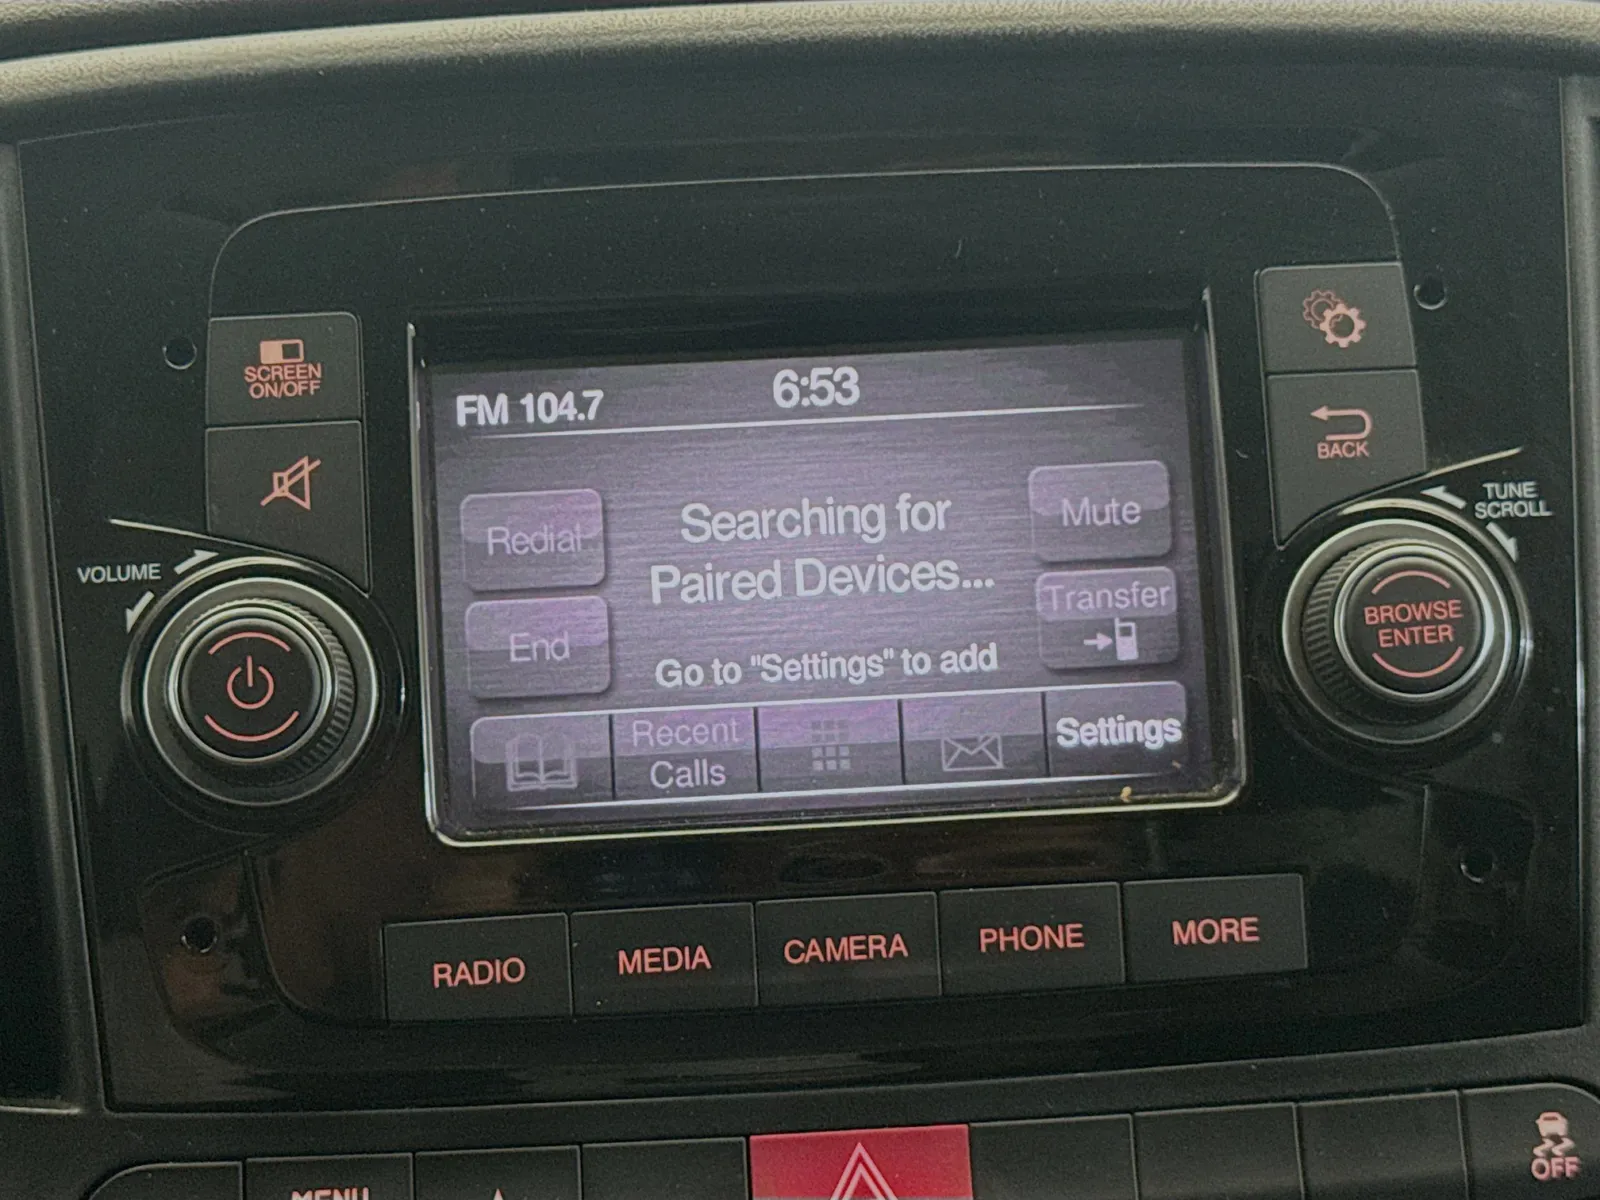 SCREEN
ON/OFF
VOLUME
FM 104.7
6:53
Redial
End
Searching for
Paired Devices...
Go to "Settings" to add
Mute
Transfer
Recent
Calls
Settings
BACK
TUNE
SCROLL
BROWSE
ENTER
RADIO
MEDIA
CAMERA
PHONE
MORE
MENU
OFF